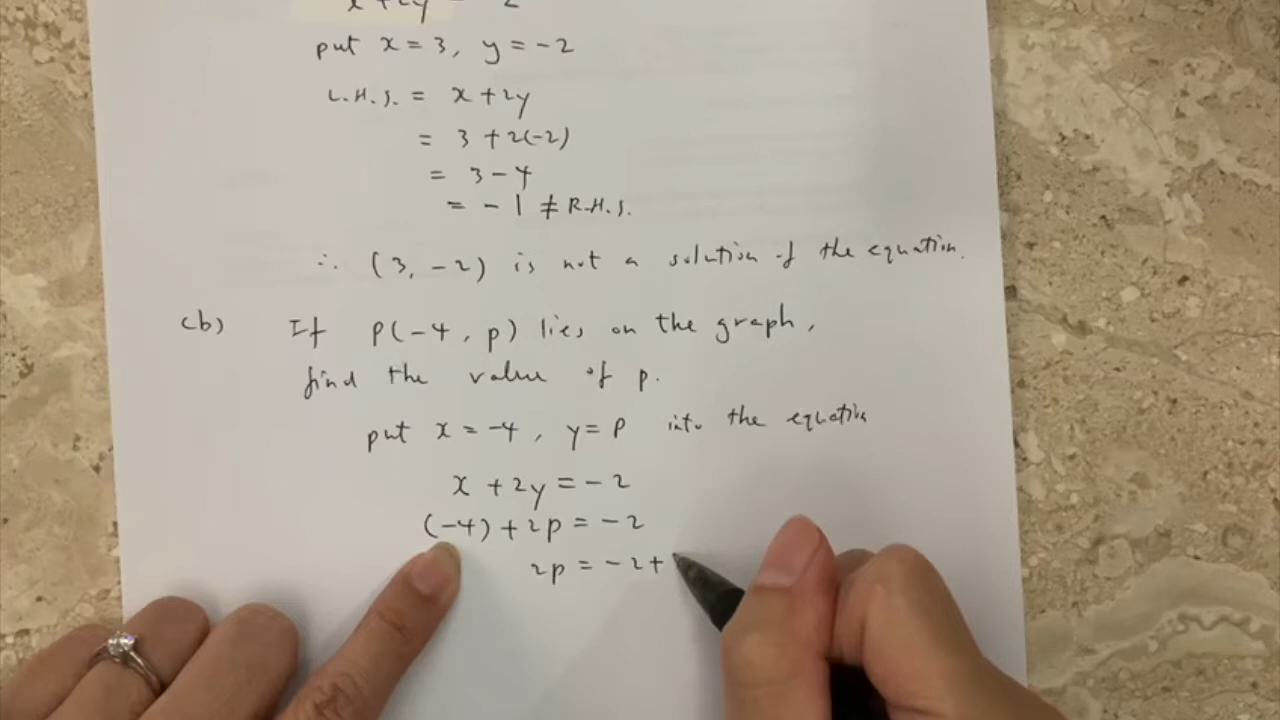 x + 2y = - 2
put x = 3, y = -2
L.H.S. = x + 2y
= 3 + 2(-2)
= 3 - 4
= - 1 ≠ R.H.S.
∴ (3, -2) is not a solution of the equation.
(b) If P(-4, p) lies on the graph,
find the value of p.
put x = -4, y = p into the equation
x + 2y = - 2
(-4) + 2p = - 2
2p = - 2 +